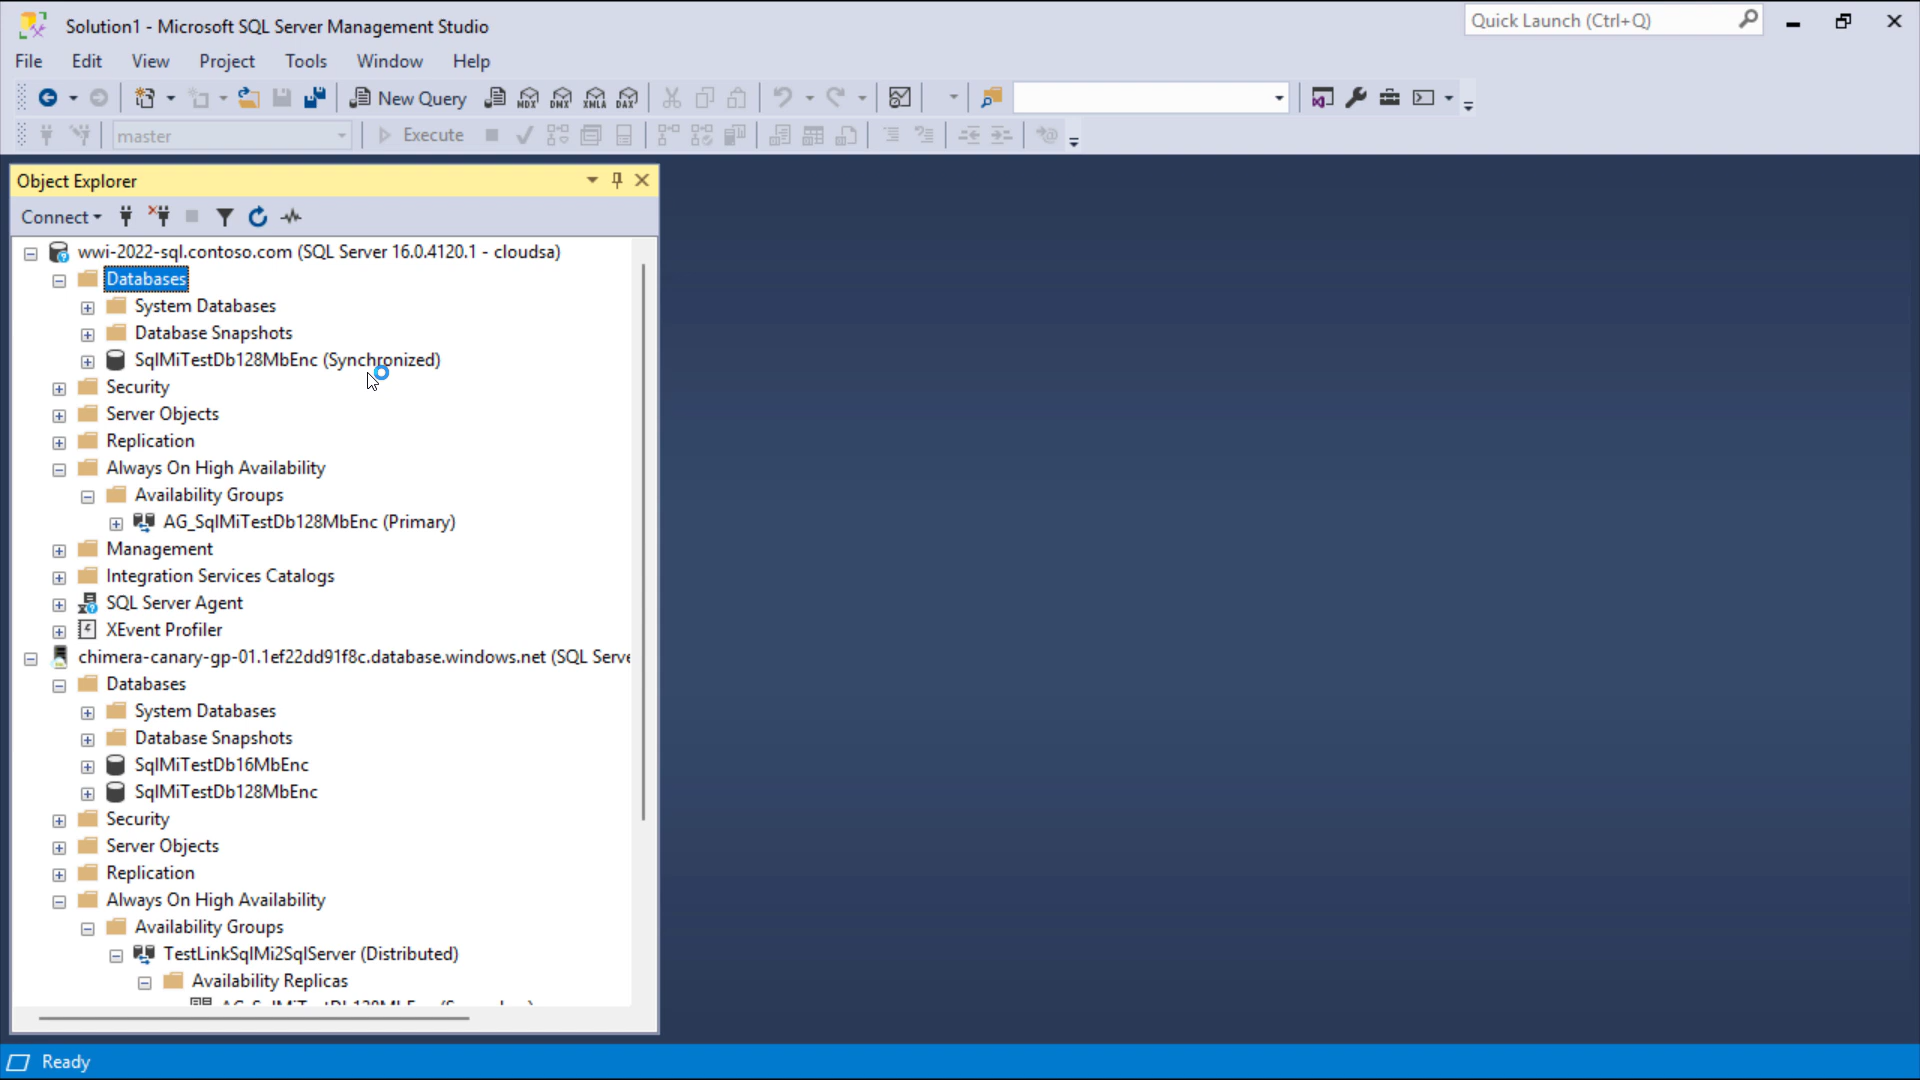 Solution1 - Microsoft SQL Server Management Studio
Quick Launch (Ctrl+Q)
File Edit View Project Tools Window Help
New Query MDX DMX XMLA DAX
master Execute
Object Explorer
Connect
wwi-2022-sql.contoso.com (SQL Server 16.0.4120.1 - cloudsa)
Databases
System Databases
Database Snapshots
SqlMiTestDb128MbEnc (Synchronized)
Security
Server Objects
Replication
Always On High Availability
Availability Groups
AG_SqlMiTestDb128MbEnc (Primary)
Management
Integration Services Catalogs
SQL Server Agent
XEvent Profiler
chimera-canary-gp-01.1ef22dd91f8c.database.windows.net (SQL Serve
Databases
System Databases
Database Snapshots
SqlMiTestDb16MbEnc
SqlMiTestDb128MbEnc
Security
Server Objects
Replication
Always On High Availability
Availability Groups
TestLinkSqlMi2SqlServer (Distributed)
Availability Replicas
Ready